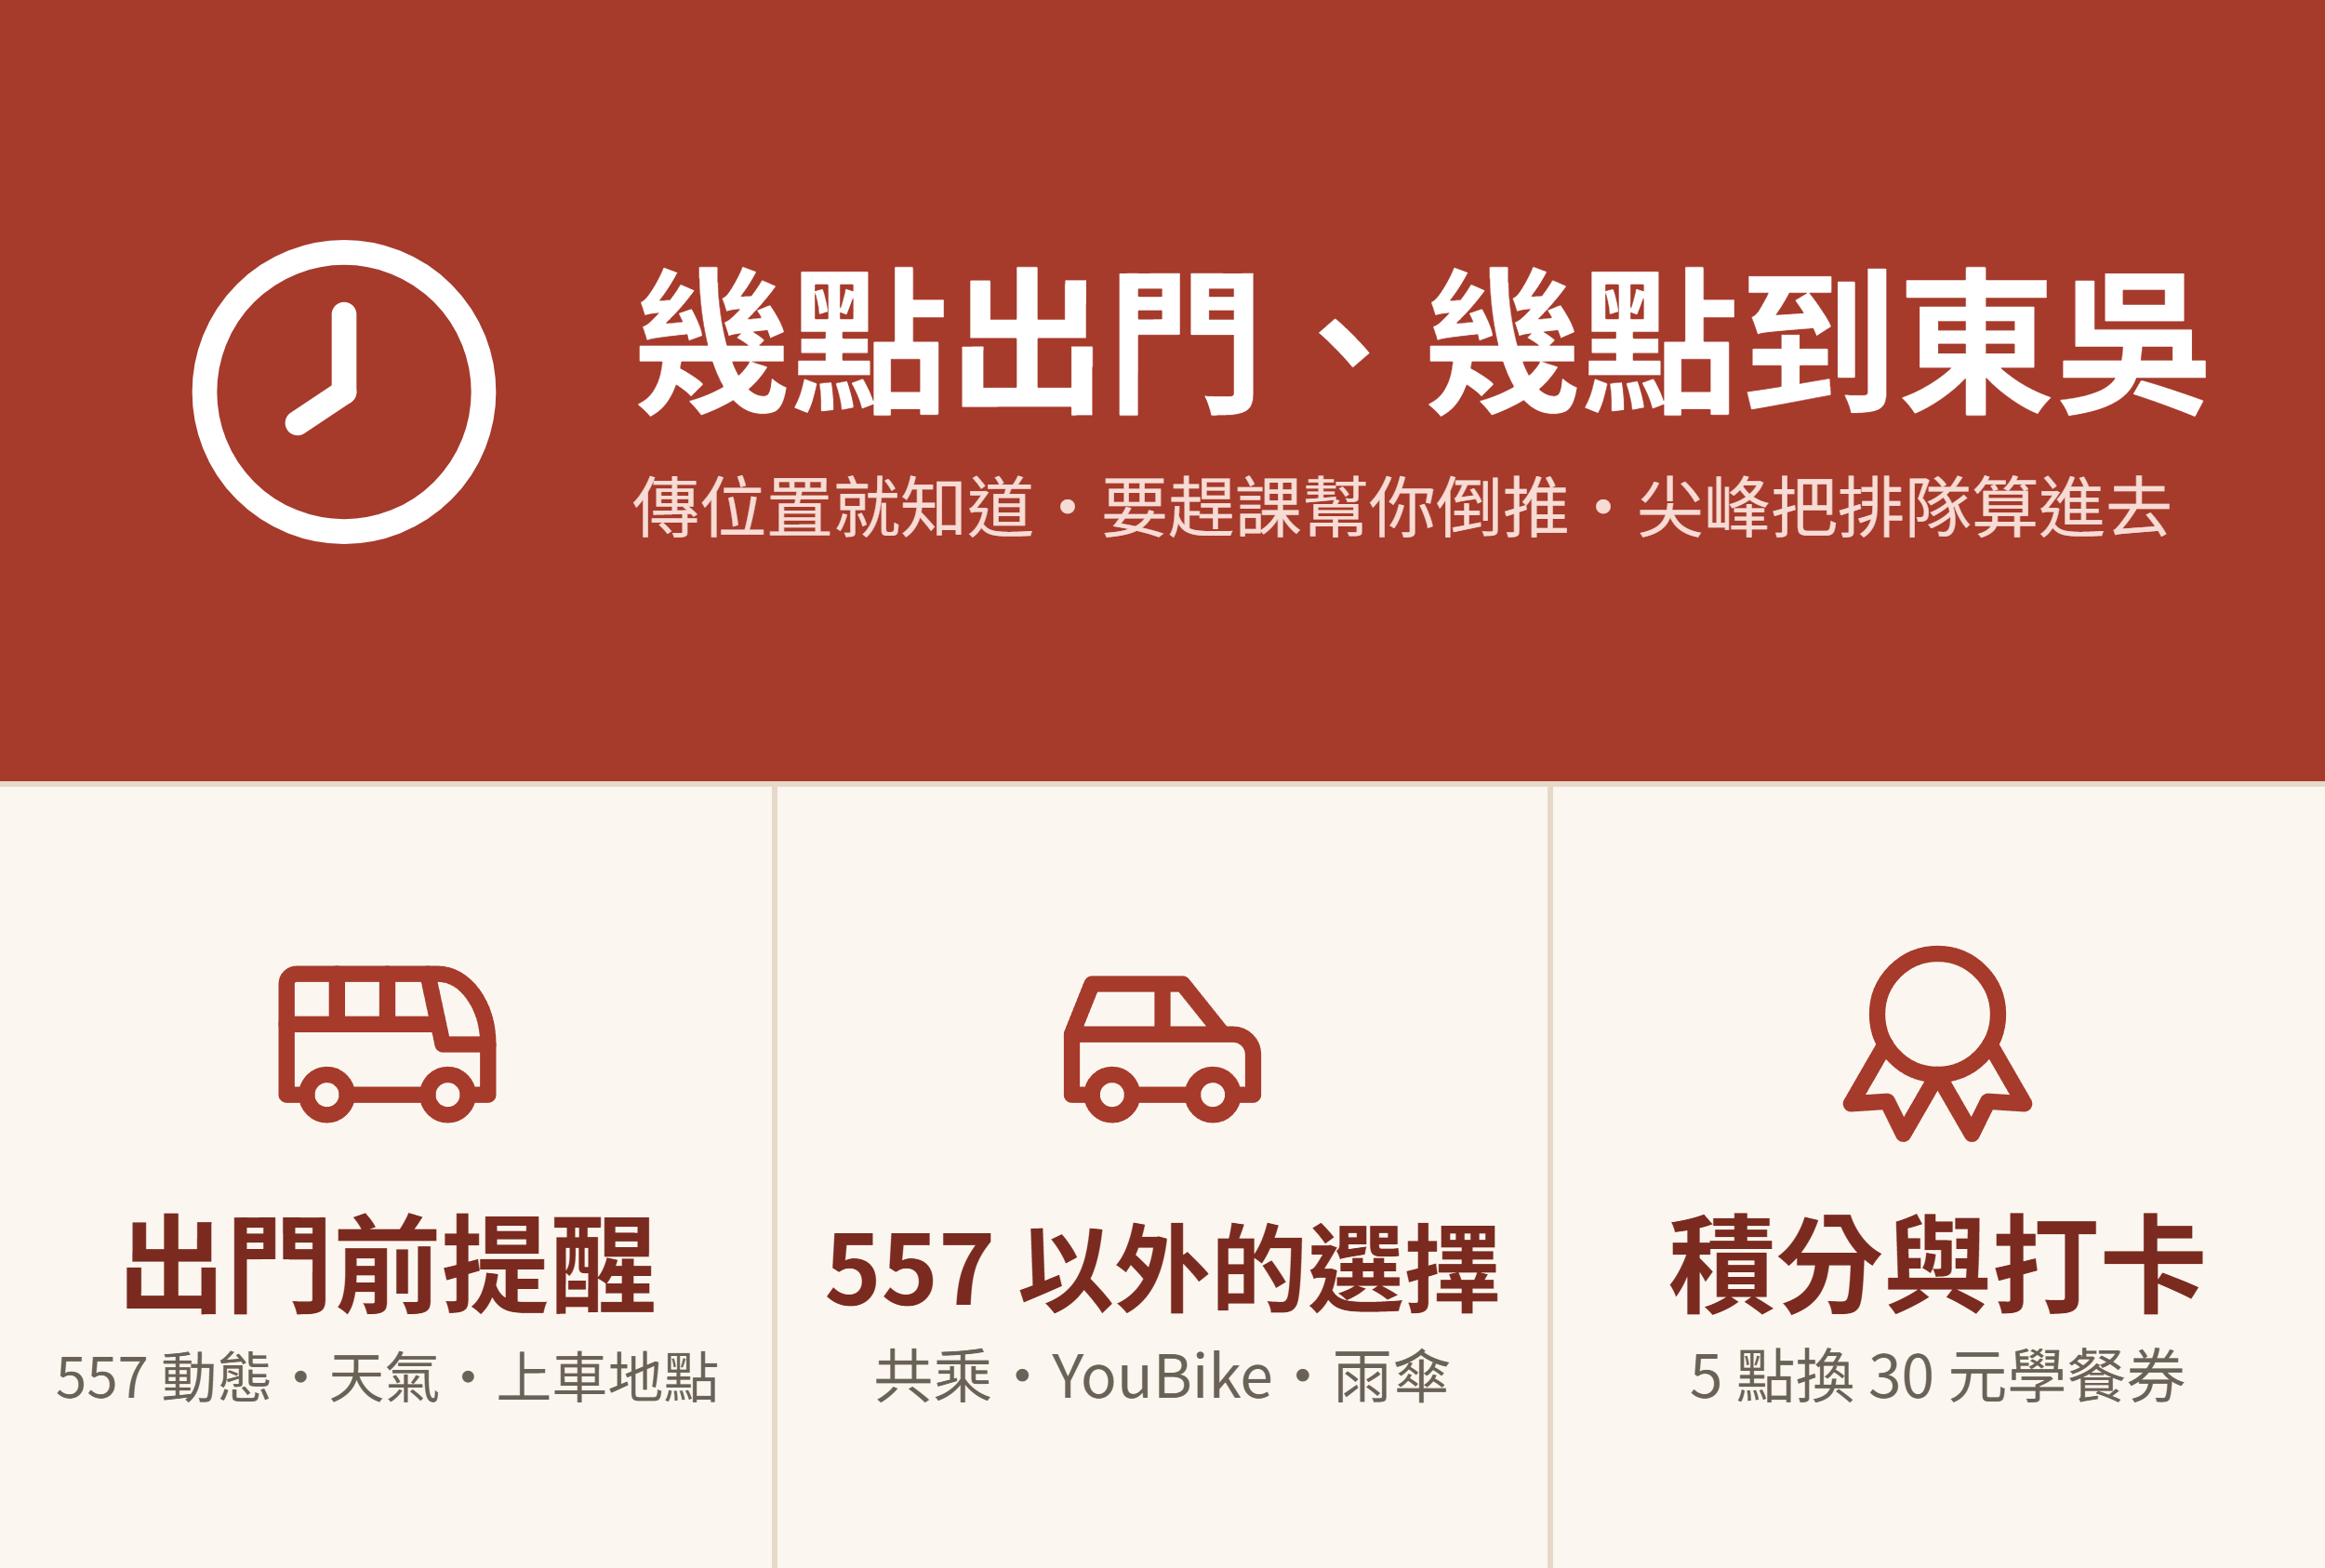 幾點出門、幾點到東吳
傳位置就知道・要趕課幫你倒推・尖峰把排隊算進去
出門前提醒
557 動態・天氣・上車地點
557 以外的選擇
共乘・YouBike・雨傘
積分與打卡
5 點換 30 元學餐券